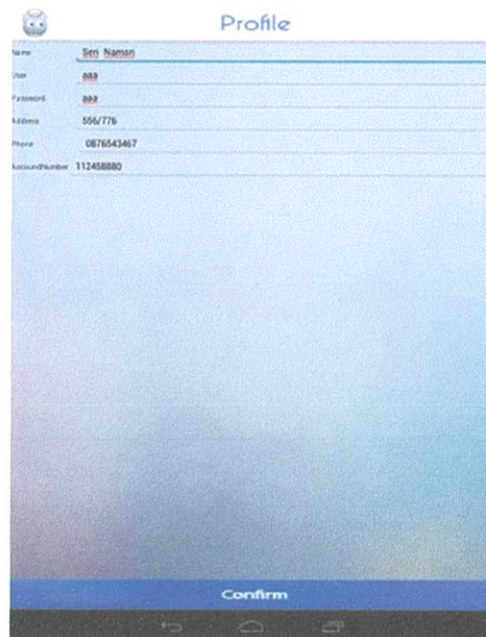 Profile
Name Seri Namsri
User aaa
Password aaa
Address 556/776
Phone 0876543467
AccountNumber 112458880
Confirm